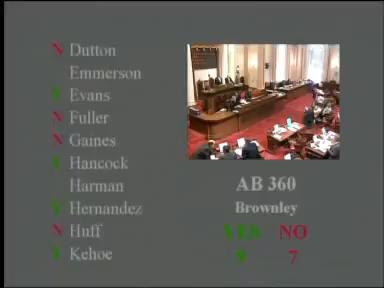 N Dutton
Emmerson
Y Evans
N Fuller
N Gaines
Y Hancock
Harman
Y Hernandez
N Huff
Y Kehoe
AB 360
Brownley
YES NO
9 7